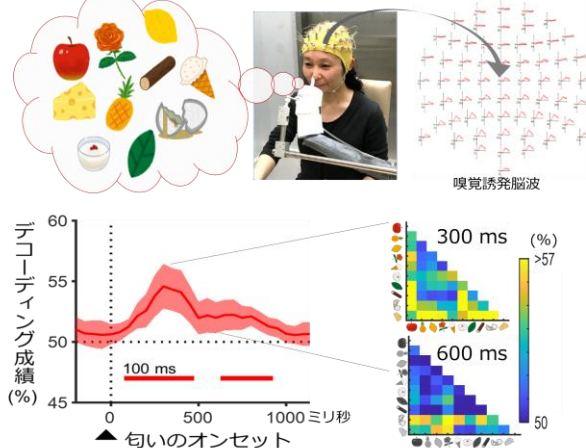 嗅覚誘発脳波
デコーディング成績(%)
60
55
50
45
100 ms
0
500
1000 ミリ秒
▲ 匂いのオンセット
300 ms
600 ms
(%)
>57
50